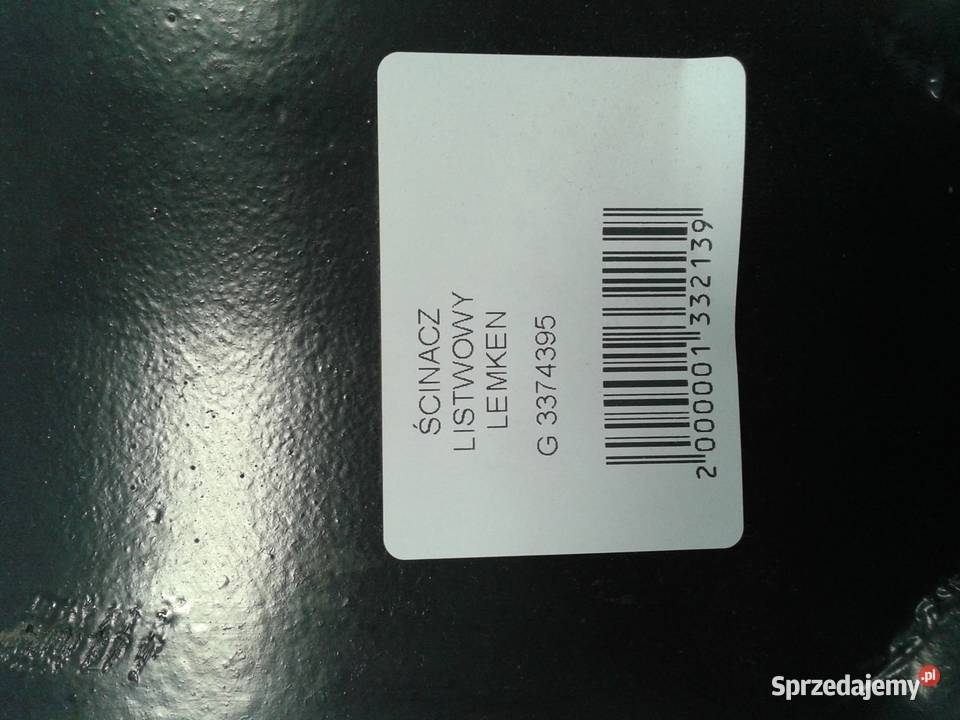 ŚCINACZ
LISTWOWY
LEMKEN
G 3374395
2000001332139
Sprzedajemy.pl